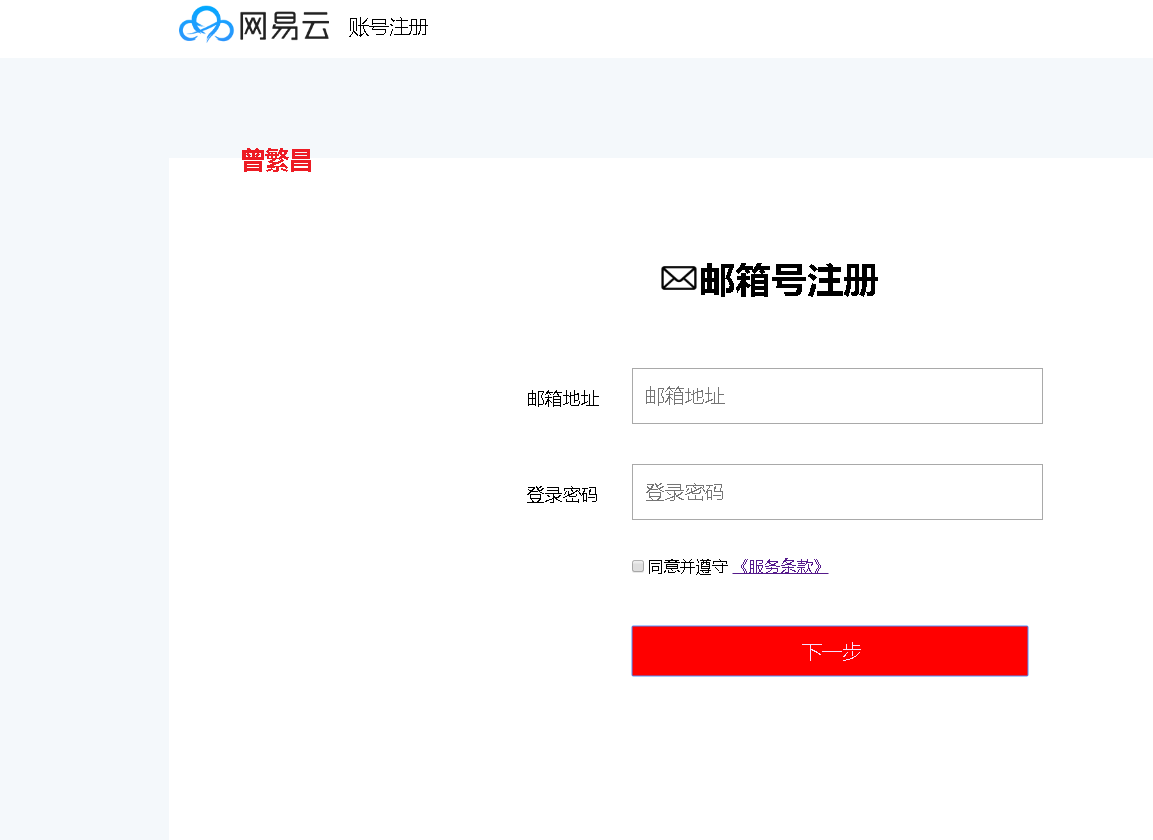 网易云 账号注册
曾繁昌
邮箱号注册
邮箱地址 邮箱地址
登录密码 登录密码
同意并遵守 《服务条款》
下一步